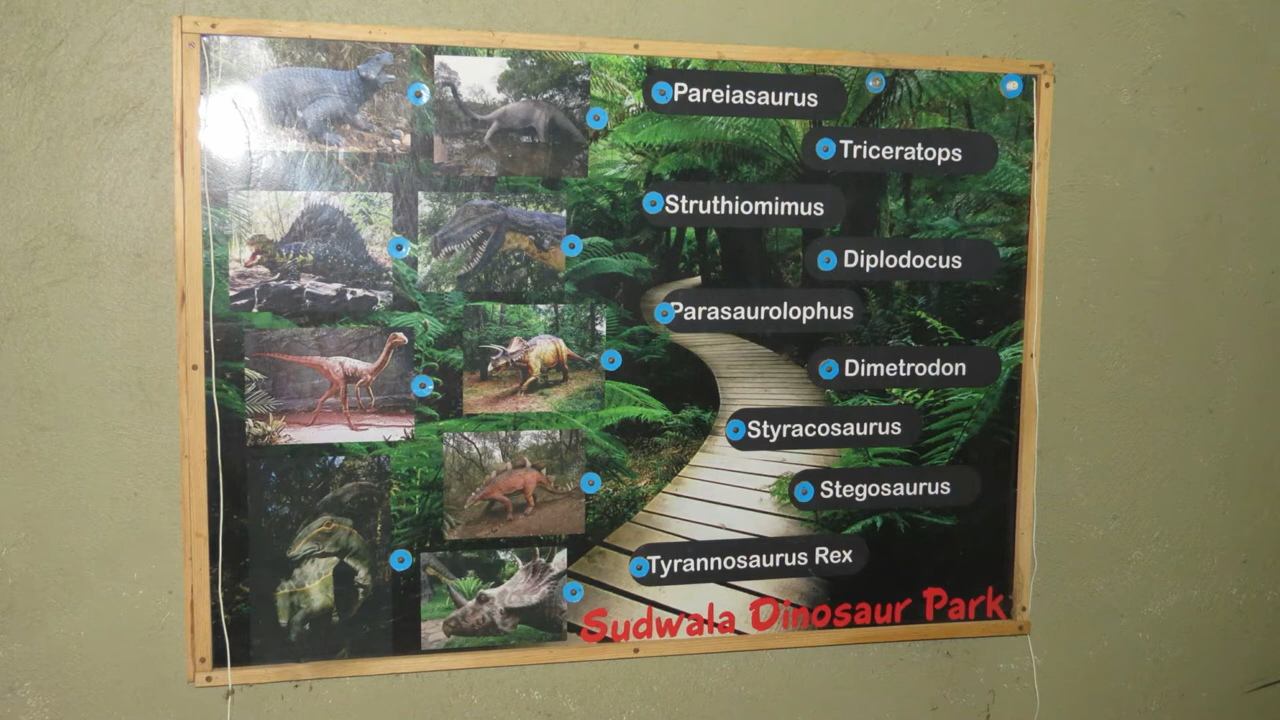 Pareiasaurus
Triceratops
Struthiomimus
Diplodocus
Parasaurolophus
Dimetrodon
Styracosaurus
Stegosaurus
Tyrannosaurus Rex
Sudwala Dinosaur Park